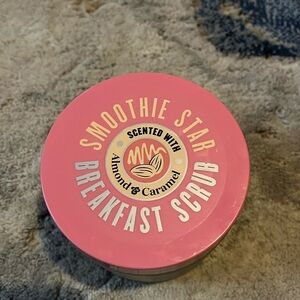 SMOOTHIE STAR
SCENTED WITH
Almond & Caramel
BREAKFAST SCRUB